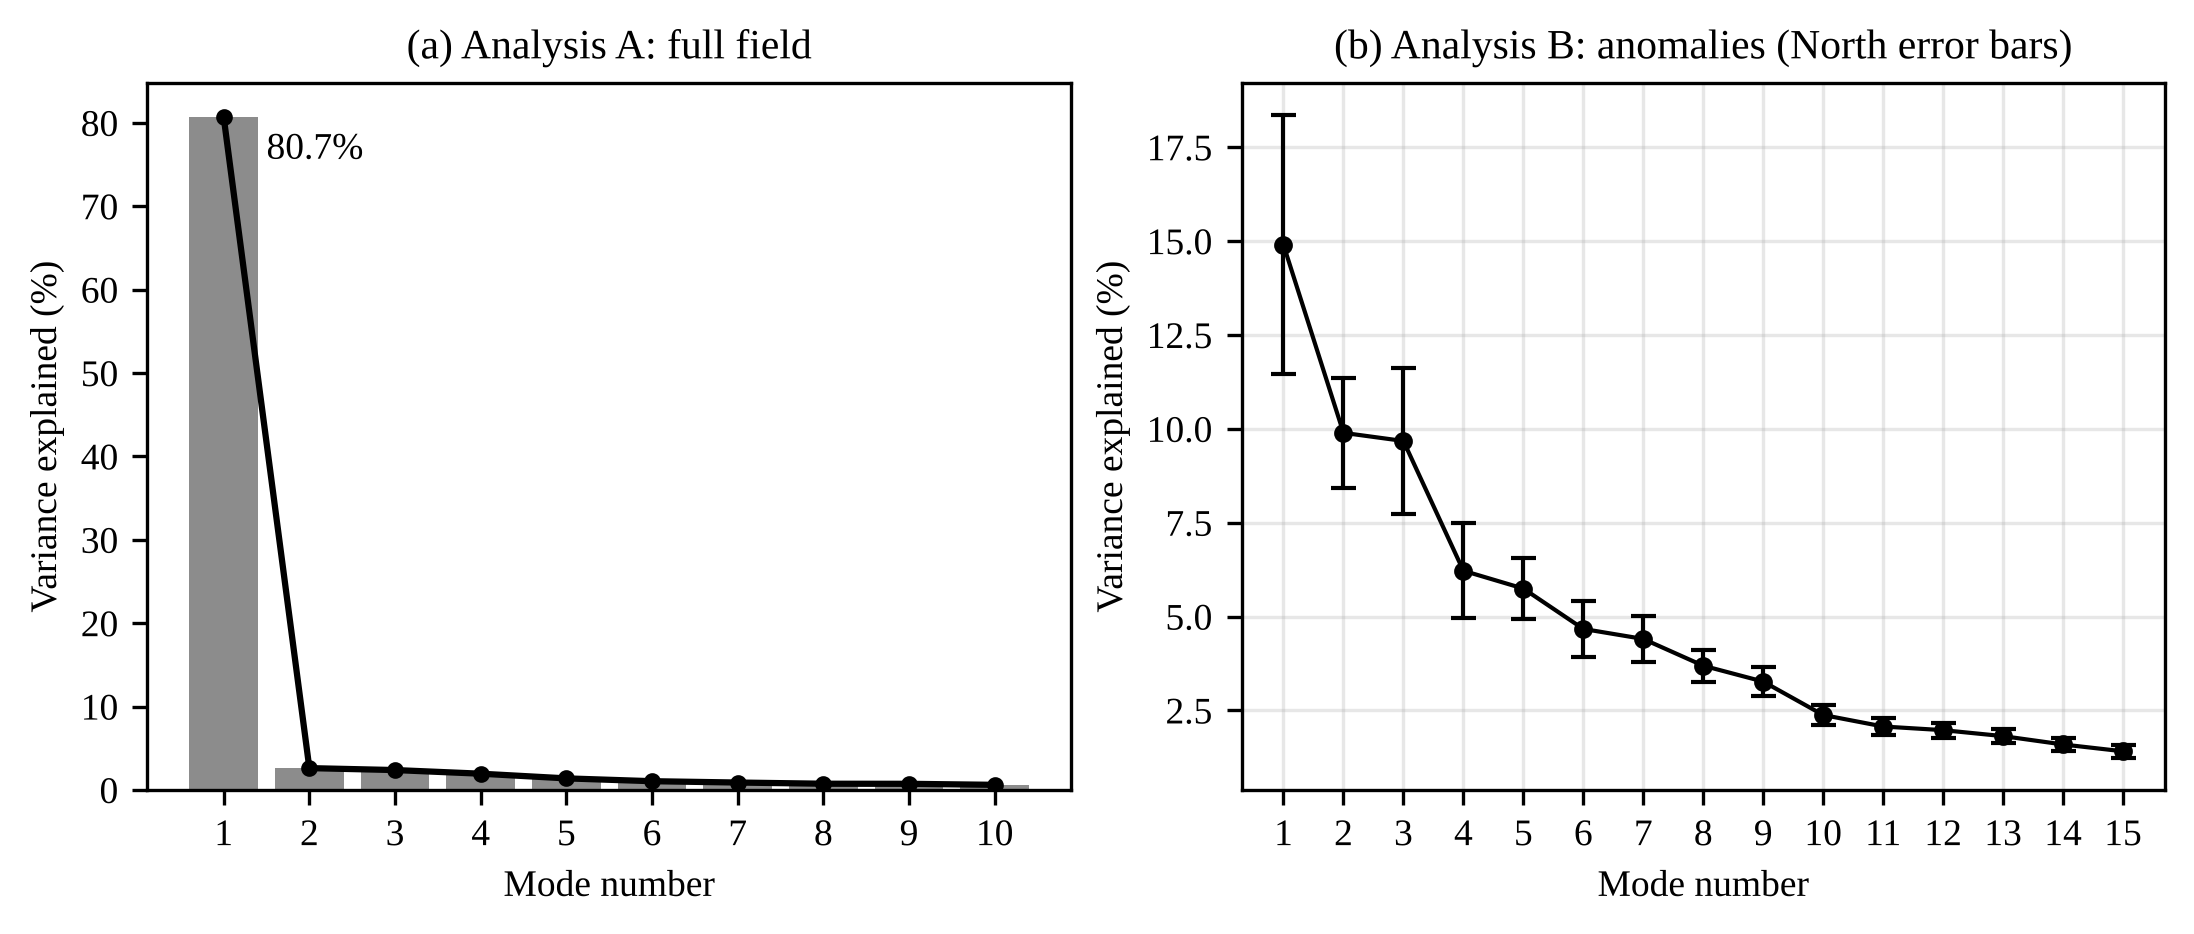 (a) Analysis A: full field
Variance explained (%)
80
70
60
50
40
30
20
10
0
80.7%
1 2 3 4 5 6 7 8 9 10
Mode number
(b) Analysis B: anomalies (North error bars)
Variance explained (%)
17.5
15.0
12.5
10.0
7.5
5.0
2.5
1 2 3 4 5 6 7 8 9 10 11 12 13 14 15
Mode number